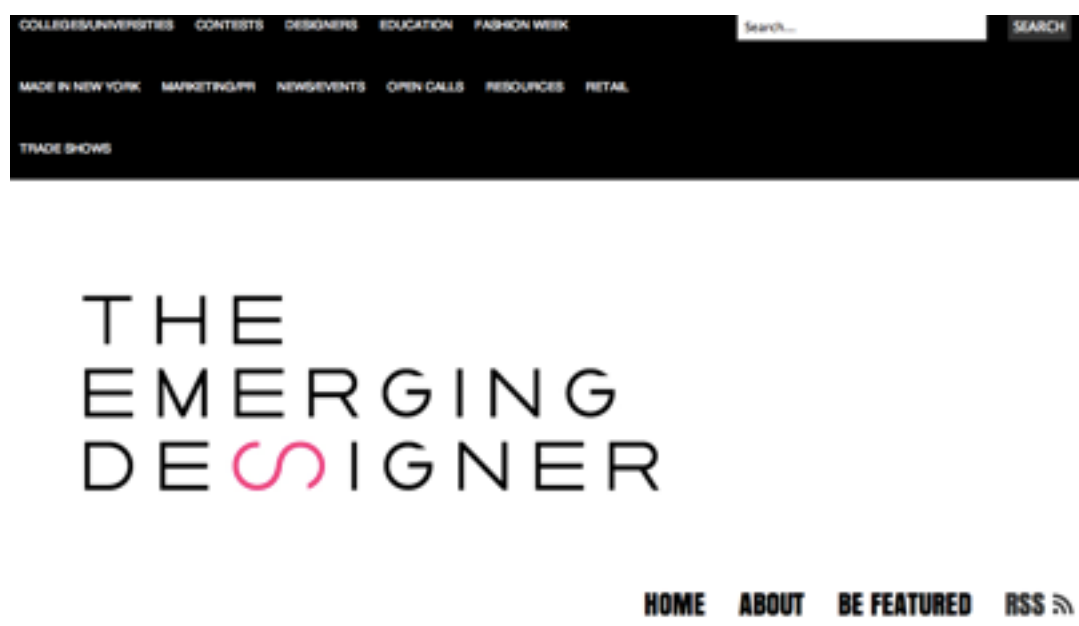 COLLEGES/UNIVERSITIES CONTESTS DESIGNERS EDUCATION FASHION WEEK Search... SEARCH
MADE IN NEW YORK MARKETING/PR NEWS/EVENTS OPEN CALLS RESOURCES RETAIL
TRADE SHOWS
THE
EMERGING
DESIGNER
HOME ABOUT BE FEATURED RSS